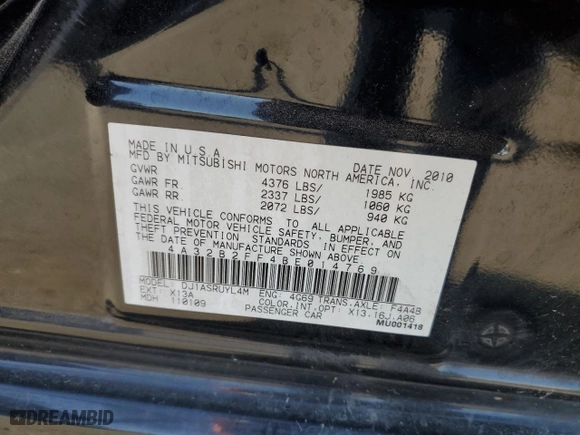 MADE IN U S A DATE NOV, 2010
MFD BY MITSUBISHI MOTORS NORTH AMERICA, INC.
GVWR 4376 LBS/ 1985 KG
GAWR FR 2337 LBS/ 1060 KG
GAWR RR 2072 LBS/ 940 KG
THIS VEHICLE CONFORMS TO ALL APPLICABLE
FEDERAL MOTOR VEHICLE SAFETY, BUMPER, AND
THEFT PREVENTION STANDARDS IN EFFECT ON
THE DATE OF MANUFACTURE SHOWN ABOVE.
4A32B2FF4BE014769
MODEL: DJ1ASRUYL4M ENG: 4G69 TRANS.AXLE F4A4B
EXT: X13A COLOR.INT.OPT: X13.16J.A06
MDH 110109 PASSENGER CAR MU001418
DREAMBID